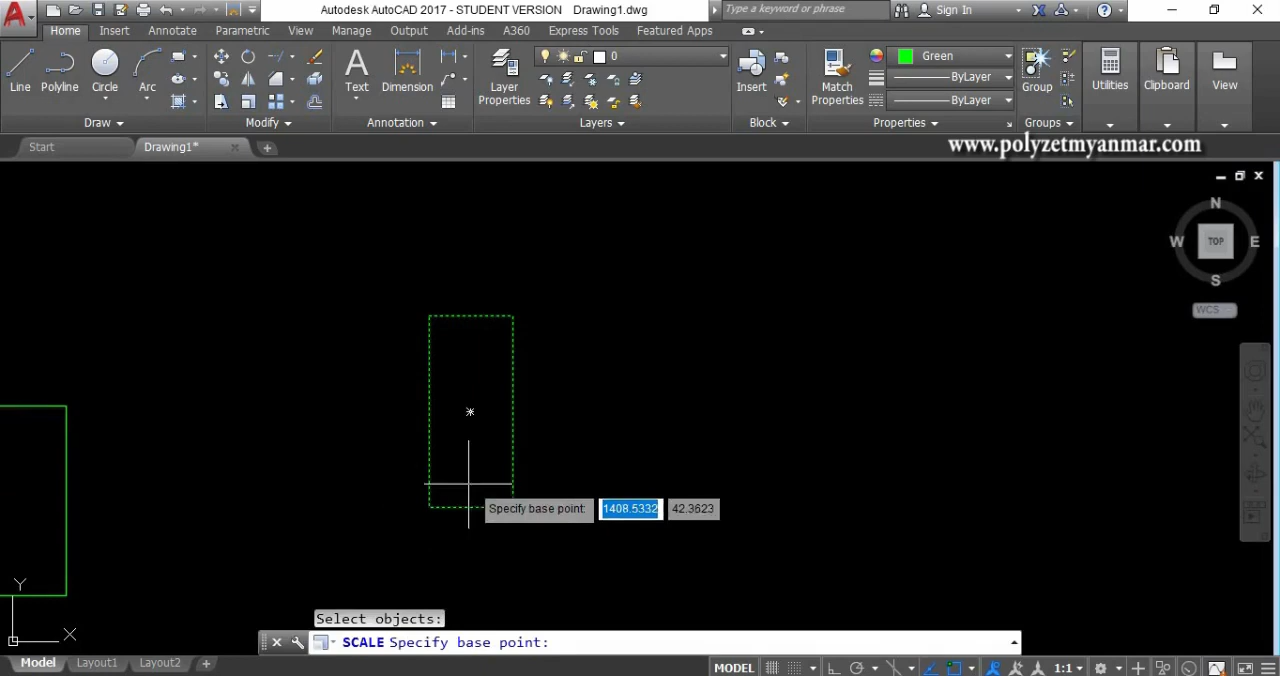 Autodesk AutoCAD 2017 - STUDENT VERSION Drawing1.dwg
Type a keyword or phrase
Sign In
Home Insert Annotate Parametric View Manage Output Add-ins A360 Express Tools Featured Apps
Line Polyline Circle Arc
Draw
Modify
Text Dimension
Annotation
Layer
Properties
0
Layers
Insert
Block
Match
Properties
Green
ByLayer
ByLayer
Properties
Group
Groups
Utilities
Clipboard
View
Start Drawing1*
www.polyzetmyanmar.com
N
W TOP E
S
WCS
Specify base point: 1408.5332 42.3623
Y
X
Select objects:
SCALE Specify base point:
Model Layout1 Layout2
MODEL 1:1